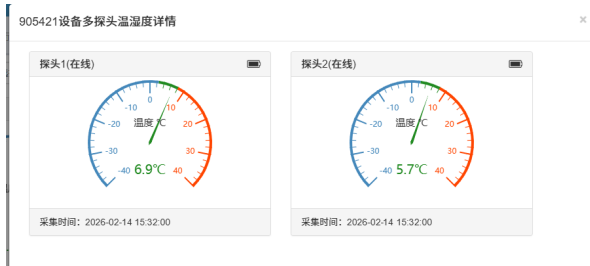 905421设备多探头温湿度详情
×
探头1(在线)
0
-10 10
-20 温度 ℃ 20
-30 30
-40 6.9℃ 40
采集时间：2026-02-14 15:32:00
探头2(在线)
0
-10 10
-20 温度 ℃ 20
-30 30
-40 5.7℃ 40
采集时间：2026-02-14 15:32:00